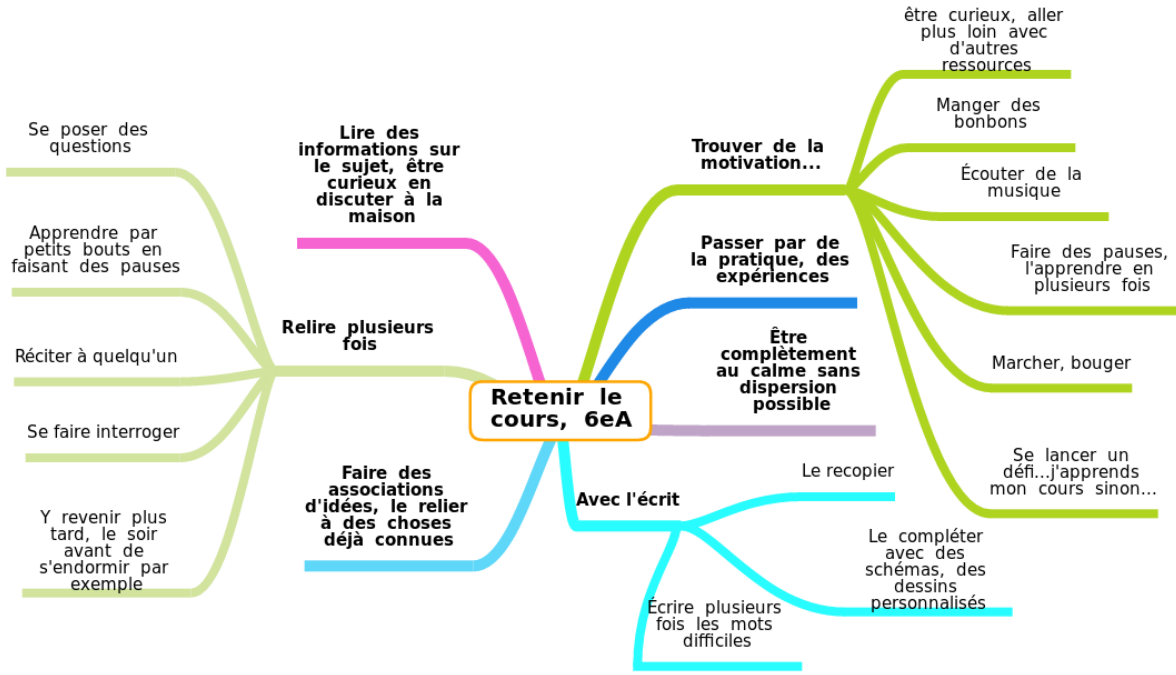 Retenir le
cours, 6eA
Trouver de la
motivation...
être curieux, aller
plus loin avec
d'autres
ressources
Manger des
bonbons
Écouter de la
musique
Faire des pauses,
l'apprendre en
plusieurs fois
Marcher, bouger
Se lancer un
défi...j'apprends
mon cours sinon...
Passer par de
la pratique, des
expériences
Être
complètement
au calme sans
dispersion
possible
Avec l'écrit
Le recopier
Le compléter
avec des
schémas, des
dessins
personnalisés
Écrire plusieurs
fois les mots
difficiles
Lire des
informations sur
le sujet, être
curieux en
discuter à la
maison
Relire plusieurs
fois
Se poser des
questions
Apprendre par
petits bouts en
faisant des pauses
Réciter à quelqu'un
Se faire interroger
Y revenir plus
tard, le soir
avant de
s'endormir par
exemple
Faire des
associations
d'idées, le relier
à des choses
déjà connues